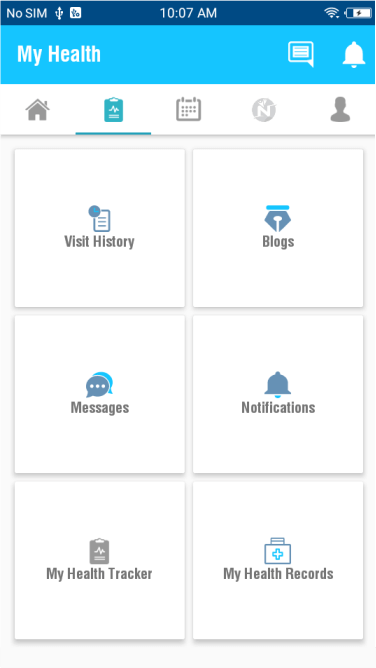 No SIM 10:07 AM
My Health
Visit History Blogs
Messages Notifications
My Health Tracker My Health Records